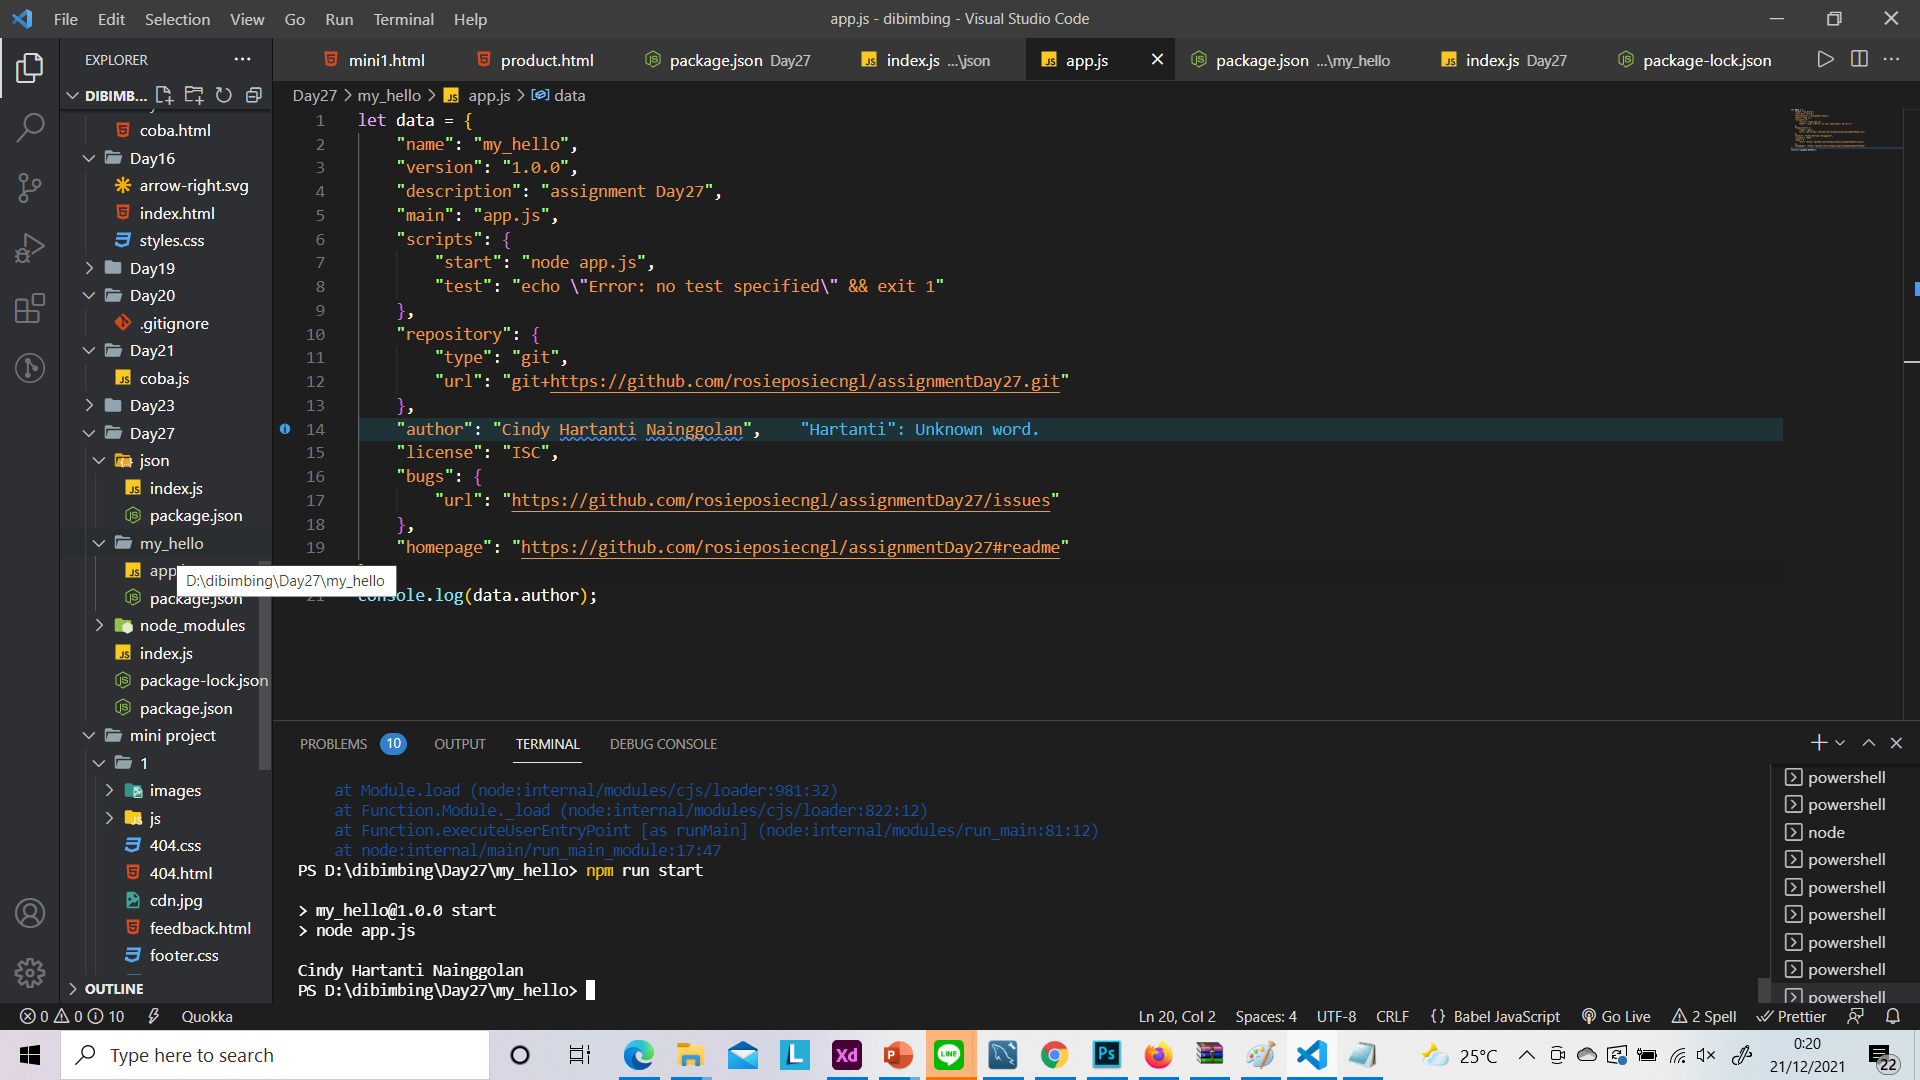 File Edit Selection View Go Run Terminal Help
app.js - dibimbing - Visual Studio Code
EXPLORER
mini1.html
product.html
package.json Day27
index.js ...\json
app.js
package.json ...\my_hello
index.js Day27
package-lock.json
DIBIMB...
Day27 > my_hello > app.js > data
coba.html
Day16
arrow-right.svg
index.html
styles.css
Day19
Day20
.gitignore
Day21
coba.js
Day23
Day27
json
index.js
package.json
my_hello
app
D:\dibimbing\Day27\my_hello
package.json
node_modules
index.js
package-lock.json
package.json
mini project
1
images
js
404.css
404.html
cdn.jpg
feedback.html
footer.css
OUTLINE
1 let data = {
2 "name": "my_hello",
3 "version": "1.0.0",
4 "description": "assignment Day27",
5 "main": "app.js",
6 "scripts": {
7 "start": "node app.js",
8 "test": "echo \"Error: no test specified\" && exit 1"
9 },
10 "repository": {
11 "type": "git",
12 "url": "git+https://github.com/rosieposiecngl/assignmentDay27.git"
13 },
14 "author": "Cindy Hartanti Nainggolan", "Hartanti": Unknown word.
15 "license": "ISC",
16 "bugs": {
17 "url": "https://github.com/rosieposiecngl/assignmentDay27/issues"
18 },
19 "homepage": "https://github.com/rosieposiecngl/assignmentDay27#readme"
21 console.log(data.author);
PROBLEMS 10 OUTPUT TERMINAL DEBUG CONSOLE
at Module.load (node:internal/modules/cjs/loader:981:32)
at Function.Module._load (node:internal/modules/cjs/loader:822:12)
at Function.executeUserEntryPoint [as runMain] (node:internal/modules/run_main:81:12)
at node:internal/main/run_main_module:17:47
PS D:\dibimbing\Day27\my_hello> npm run start
> my_hello@1.0.0 start
> node app.js
Cindy Hartanti Nainggolan
PS D:\dibimbing\Day27\my_hello>
powershell
powershell
node
powershell
powershell
powershell
powershell
powershell
powershell
0 0 10 Quokka
Ln 20, Col 2 Spaces: 4 UTF-8 CRLF {} Babel JavaScript Go Live 2 Spell Prettier
Type here to search
25°C
0:20
21/12/2021
22